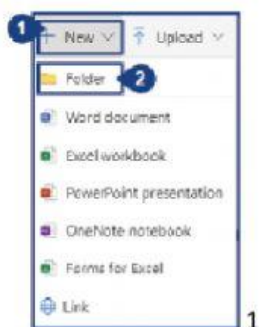 1 + New Upload
Folder 2
Word document
Excel workbook
PowerPoint presentation
OneNote notebook
Forms for Excel
Link
1